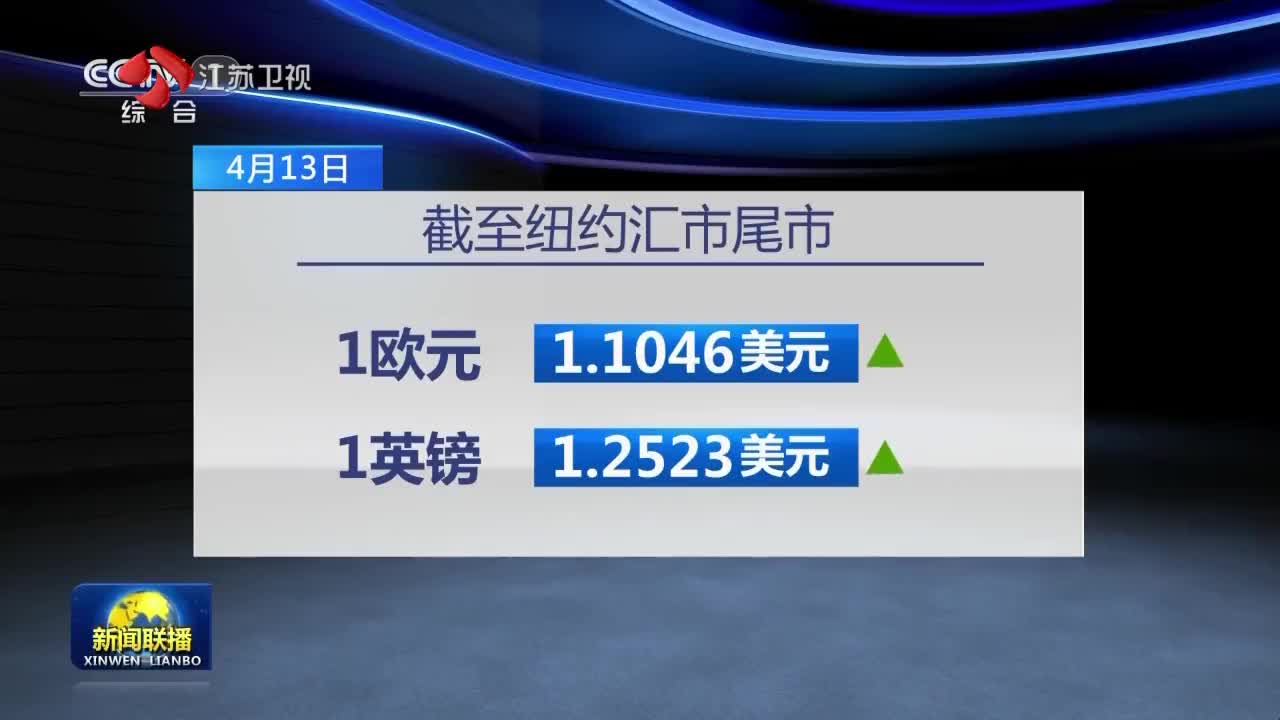 CCTV 江苏卫视
综合
4月13日
截至纽约汇市尾市
1欧元 1.1046美元
1英镑 1.2523美元
新闻联播
XINWEN LIANBO